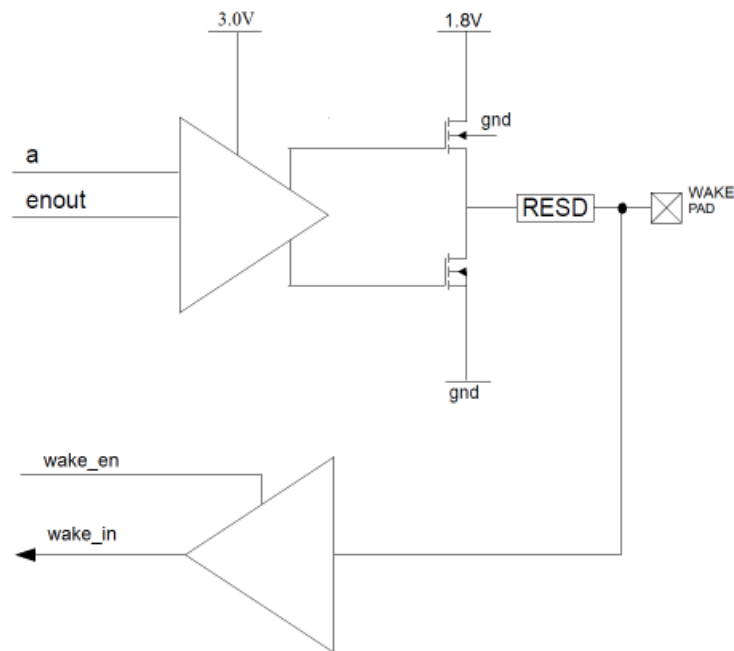 3.0V
1.8V
gnd
a
enout
RESD
WAKE
PAD
gnd
wake_en
wake_in